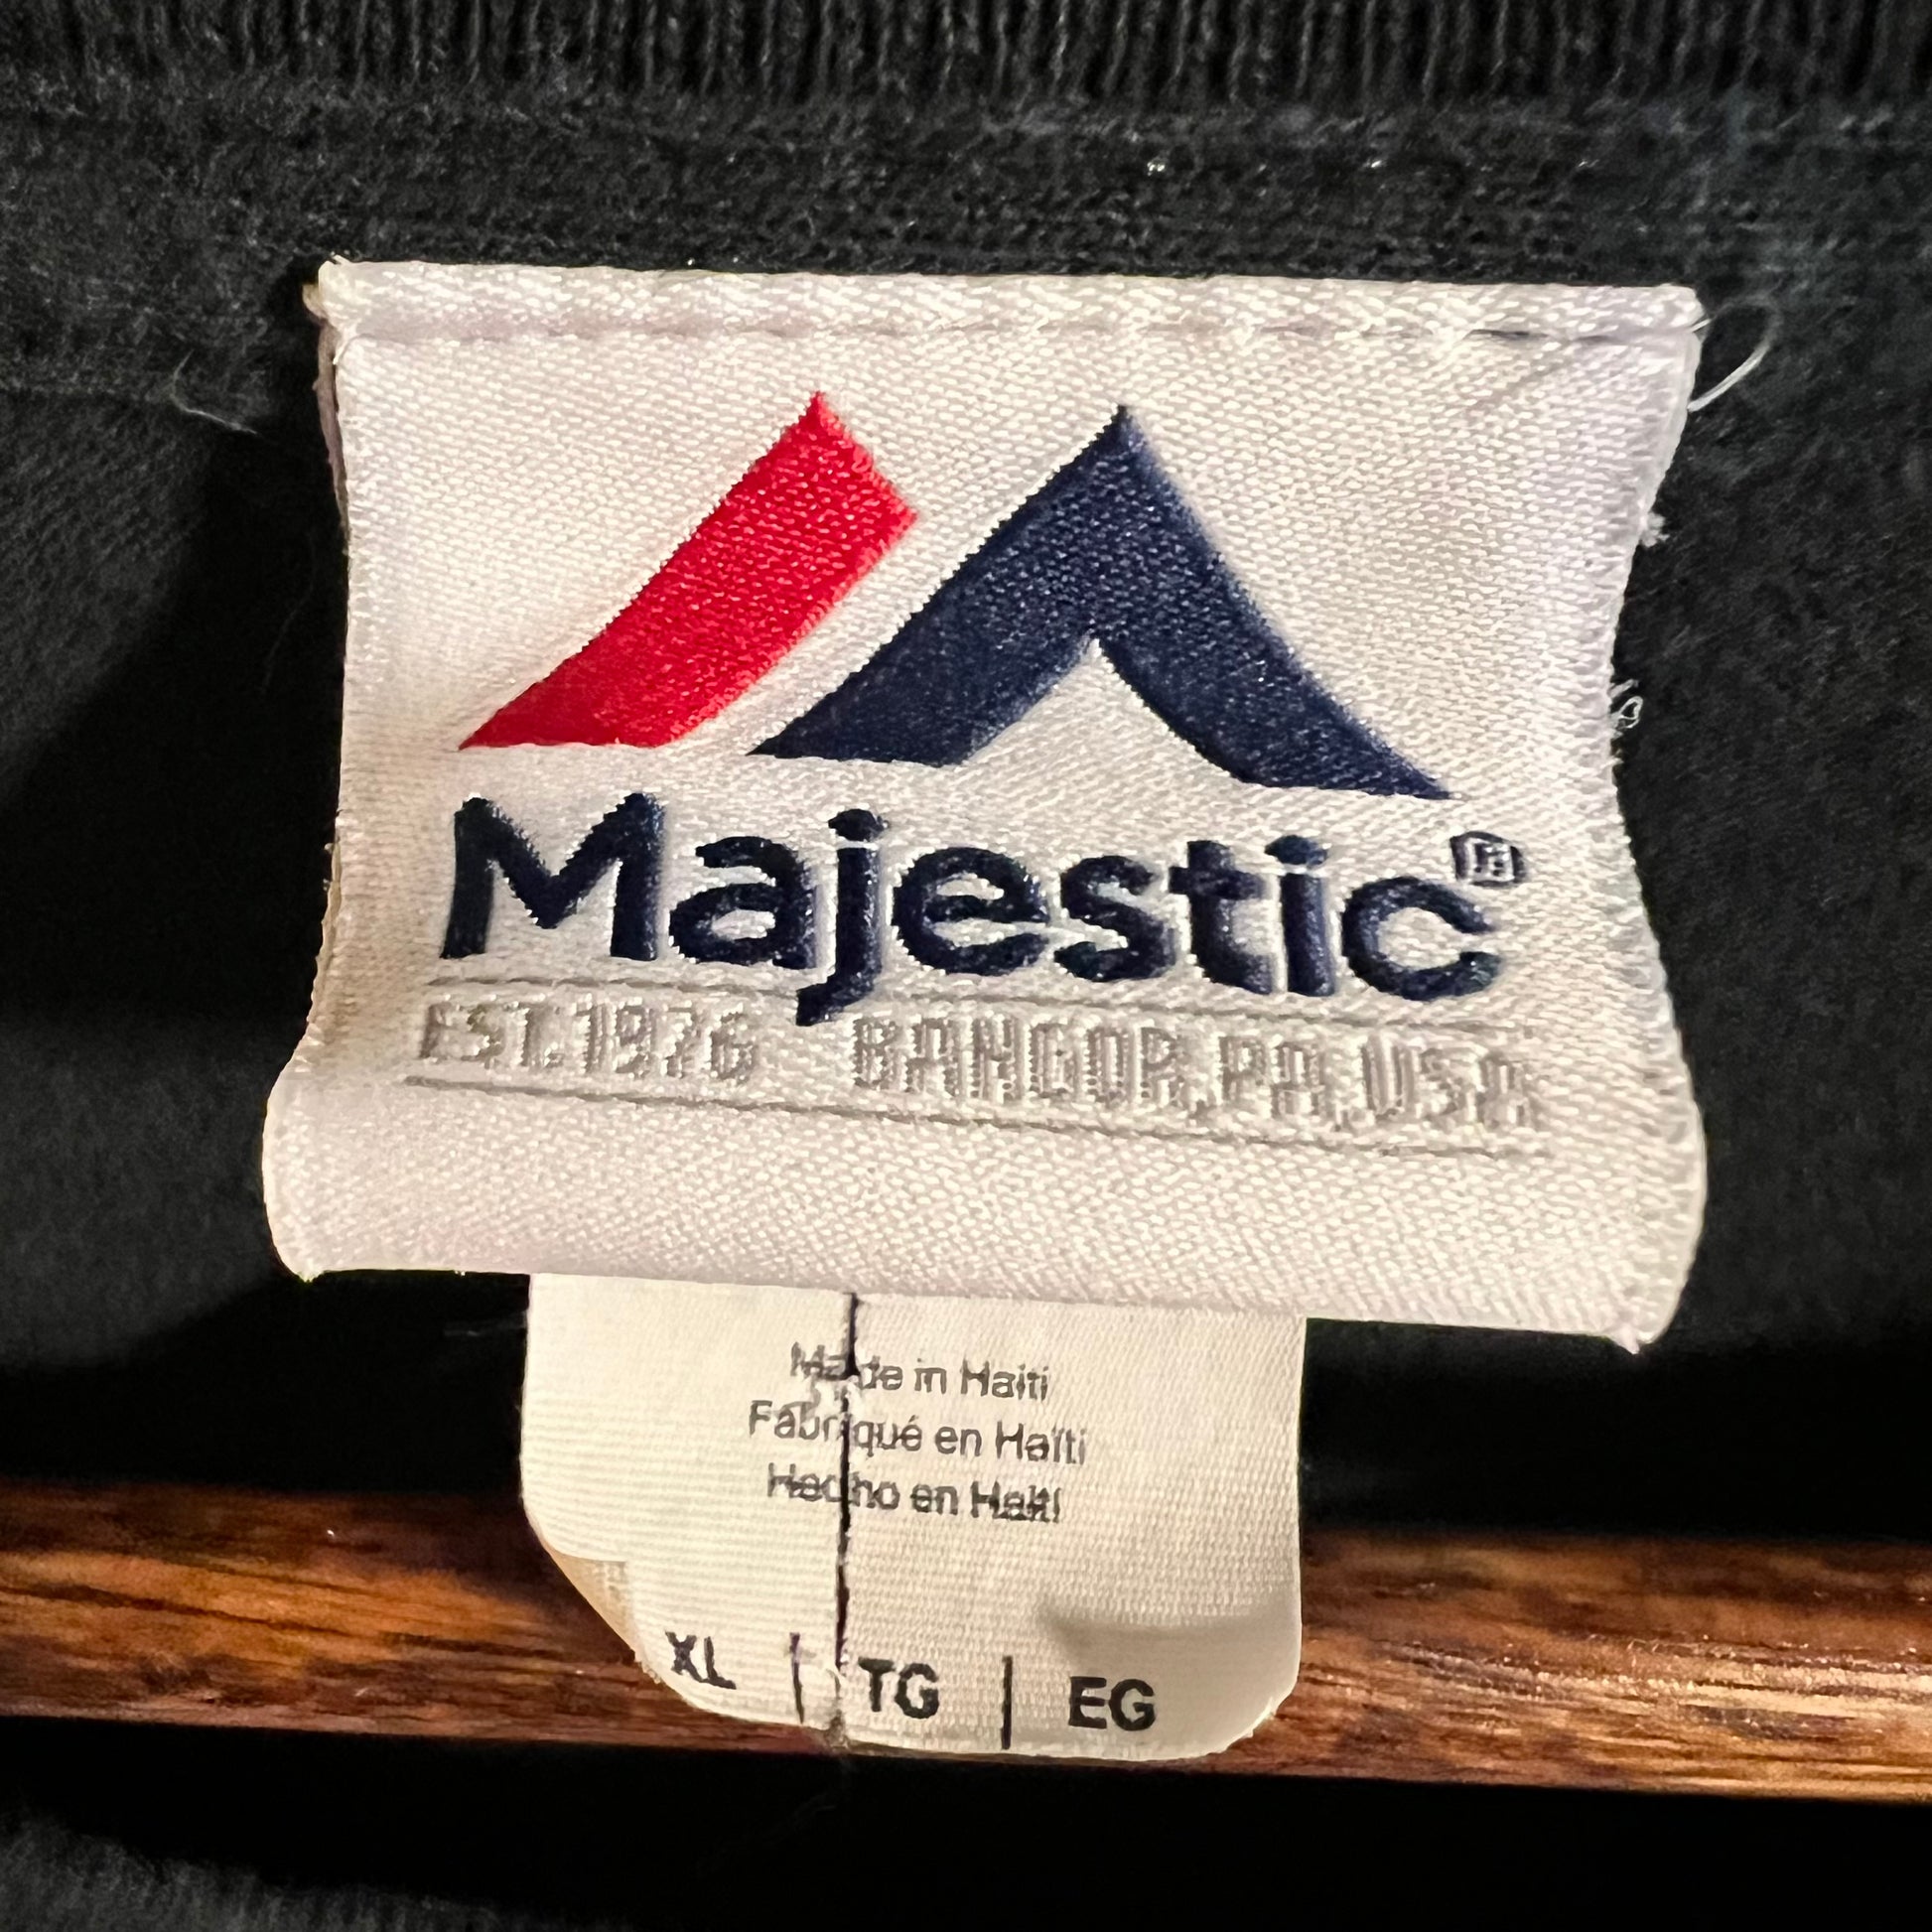 Majestic®
EST. 1976 BANGOR, PA, USA
Made in Haiti
Fabriqué en Haïti
Hecho en Haití
XL | TG | EG